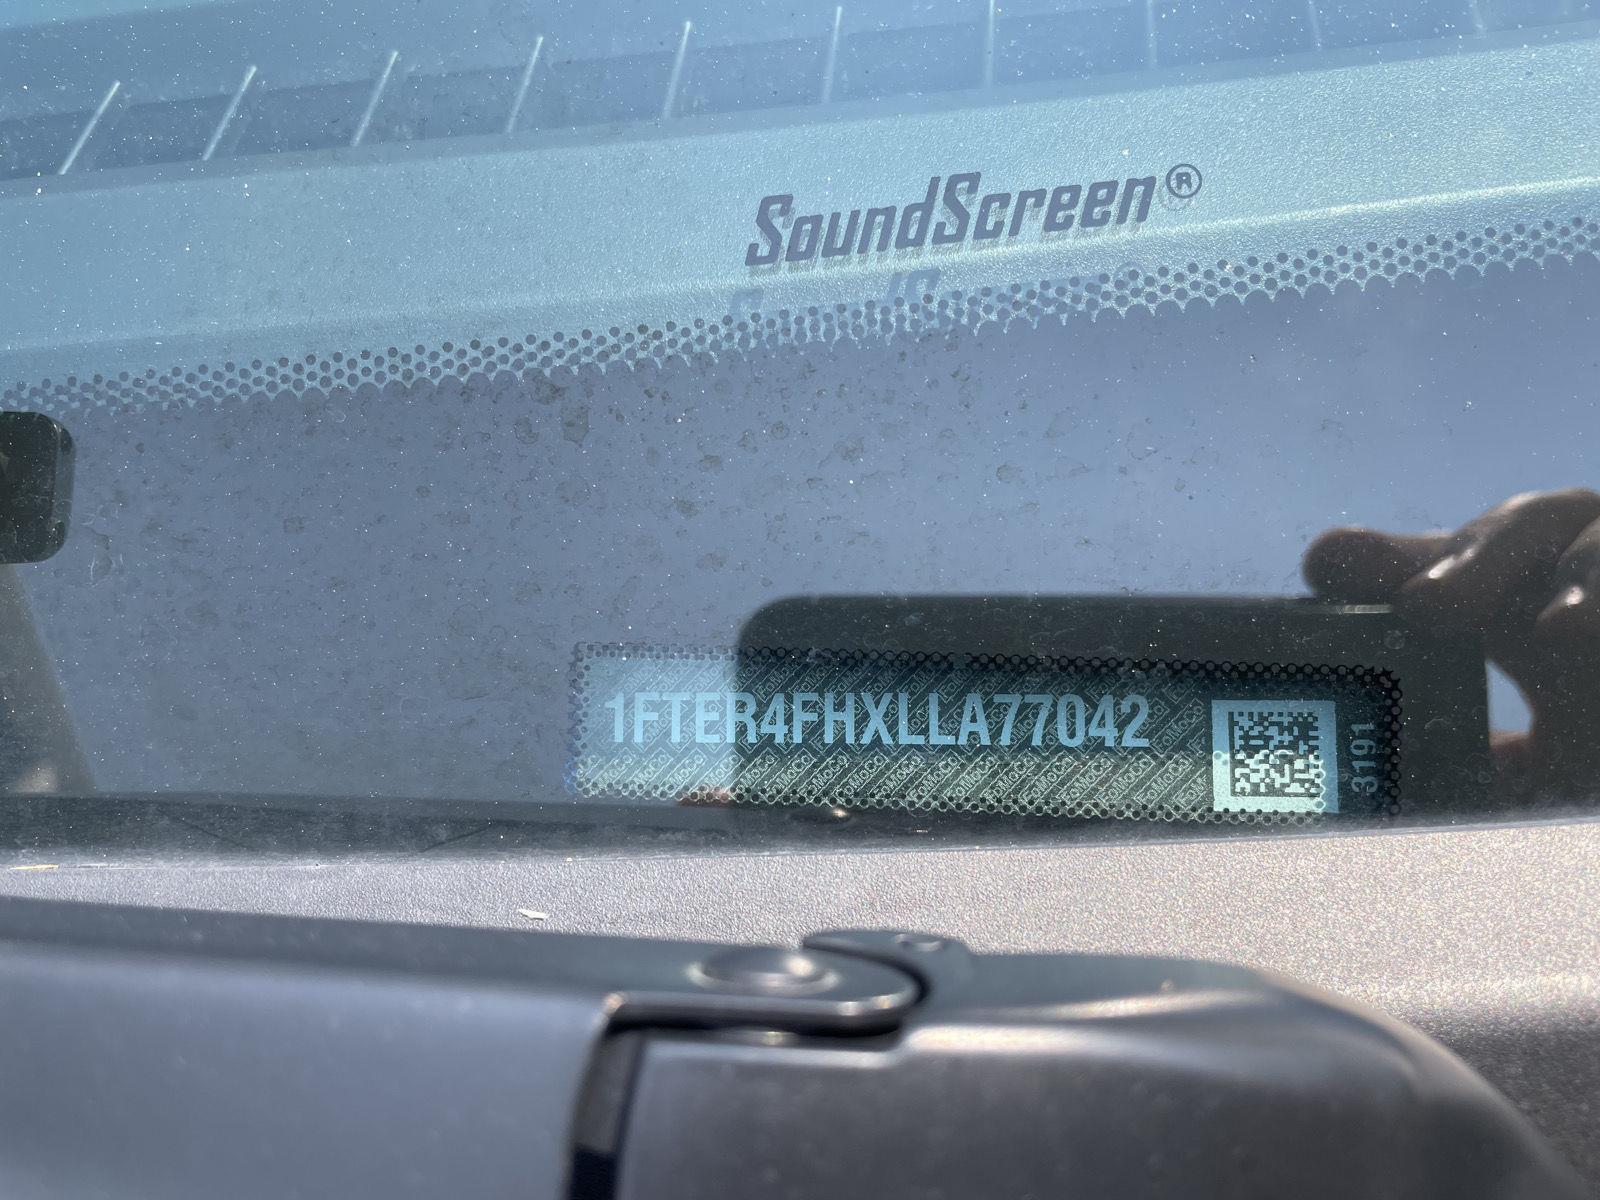 SoundScreen®
1FTER4FHXLLA77042
3191